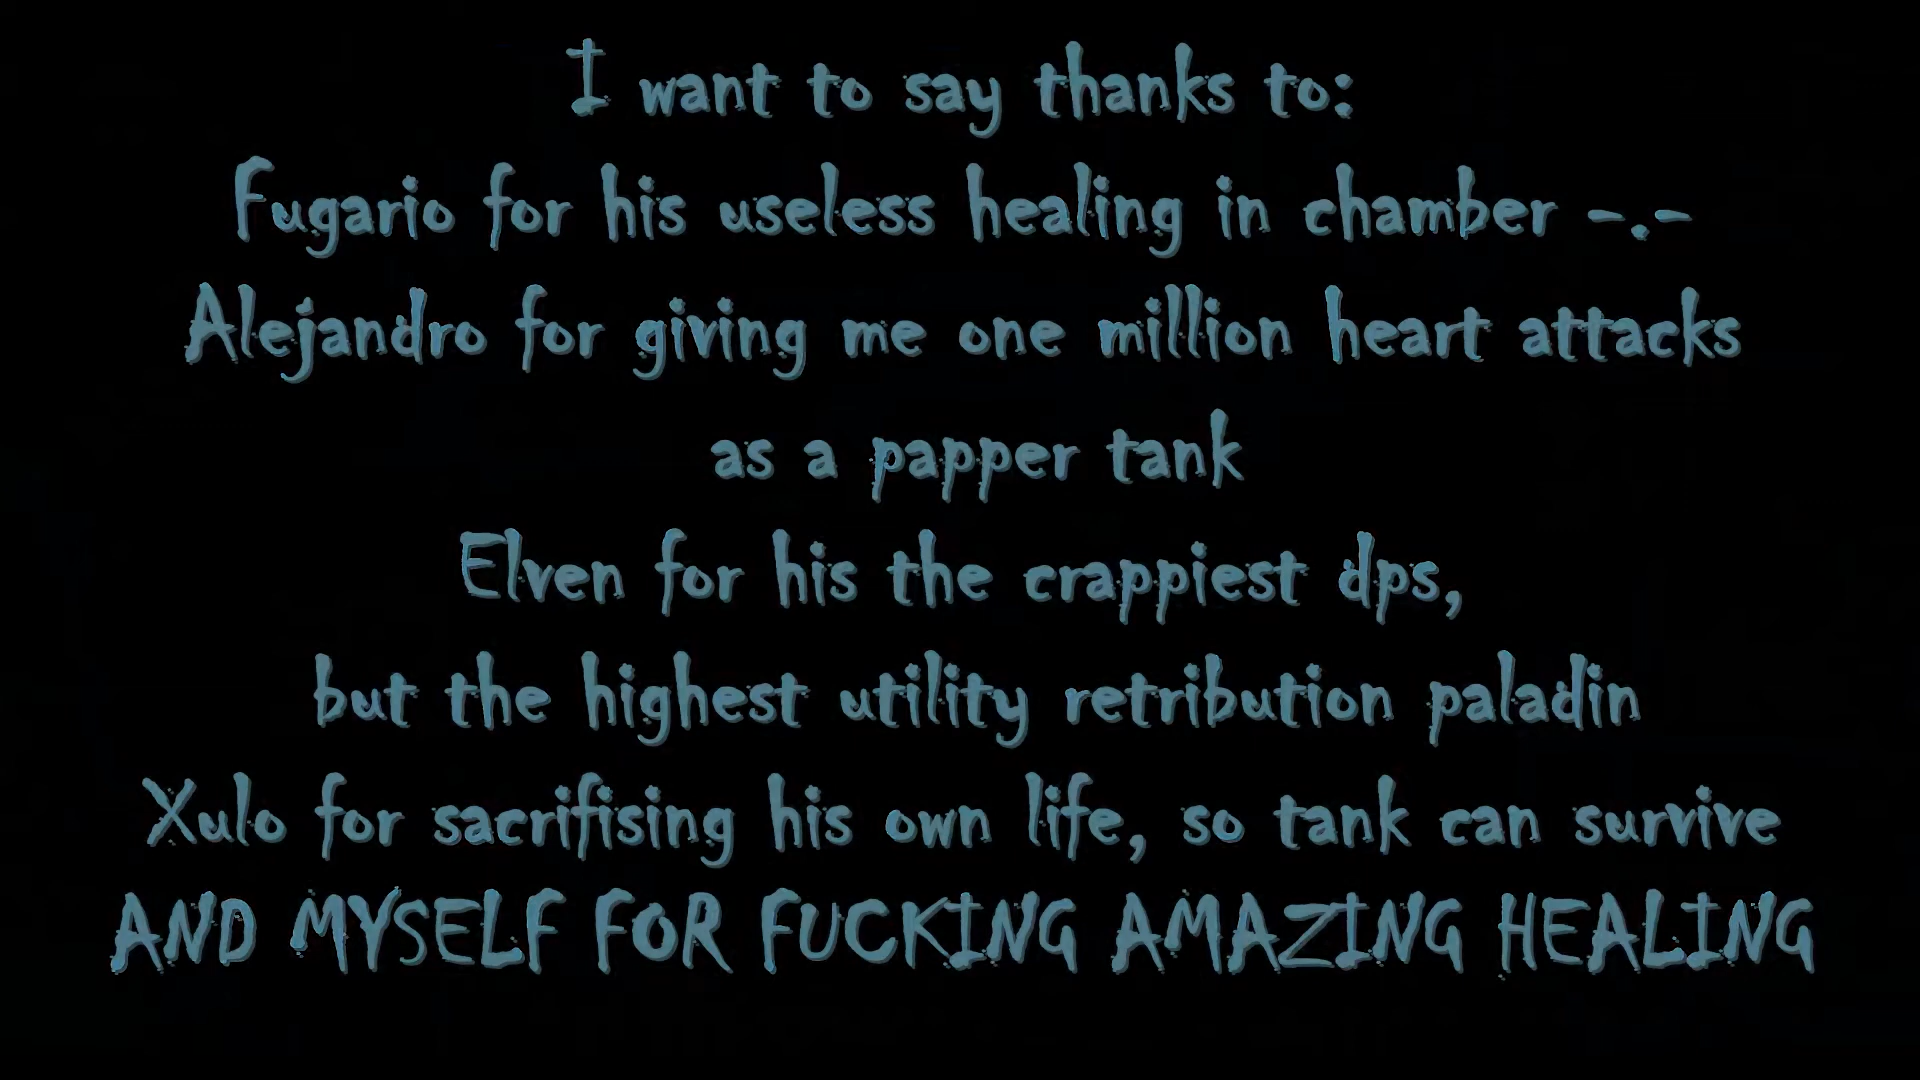 I want to say thanks to:
Fugario for his useless healing in chamber -.-
Alejandro for giving me one million heart attacks
as a papper tank
Elven for his the crappiest dps,
but the highest utility retribution paladin
Xulo for sacrifising his own life, so tank can survive
AND MYSELF FOR FUCKING AMAZING HEALING